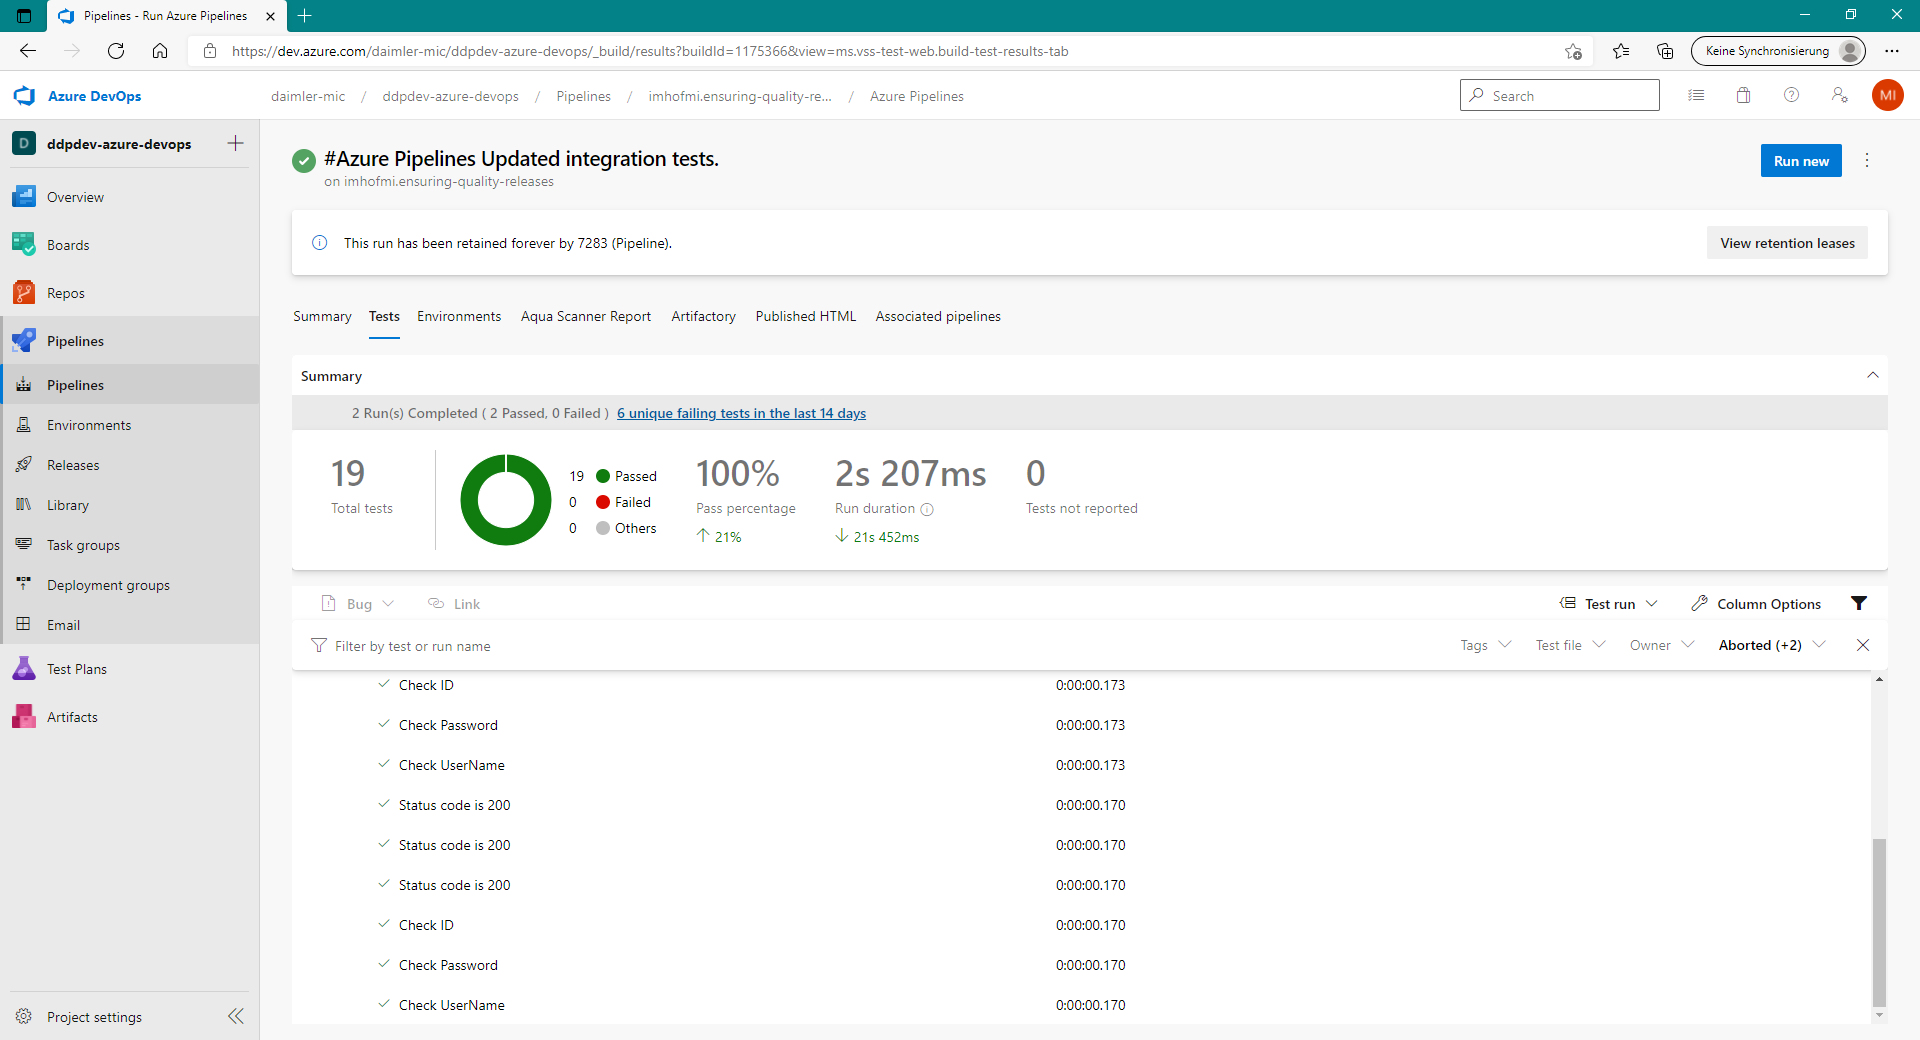 Pipelines - Run Azure Pipelines
https://dev.azure.com/daimler-mic/ddpdev-azure-devops/_build/results?buildId=1175366&view=ms.vss-test-web.build-test-results-tab
Keine Synchronisierung
Azure DevOps
daimler-mic / ddpdev-azure-devops / Pipelines / imhofmi.ensuring-quality-re... / Azure Pipelines
Search
MI
D ddpdev-azure-devops
Overview
Boards
Repos
Pipelines
Pipelines
Environments
Releases
Library
Task groups
Deployment groups
Email
Test Plans
Artifacts
Project settings
#Azure Pipelines Updated integration tests.
on imhofmi.ensuring-quality-releases
Run new
This run has been retained forever by 7283 (Pipeline).
View retention leases
Summary Tests Environments Aqua Scanner Report Artifactory Published HTML Associated pipelines
Summary
2 Run(s) Completed ( 2 Passed, 0 Failed ) 6 unique failing tests in the last 14 days
19
Total tests
19 Passed
0 Failed
0 Others
100%
Pass percentage
21%
2s 207ms
Run duration
21s 452ms
0
Tests not reported
Bug Link Test run Column Options
Filter by test or run name Tags Test file Owner Aborted (+2)
Check ID 0:00:00.173
Check Password 0:00:00.173
Check UserName 0:00:00.173
Status code is 200 0:00:00.170
Status code is 200 0:00:00.170
Status code is 200 0:00:00.170
Check ID 0:00:00.170
Check Password 0:00:00.170
Check UserName 0:00:00.170